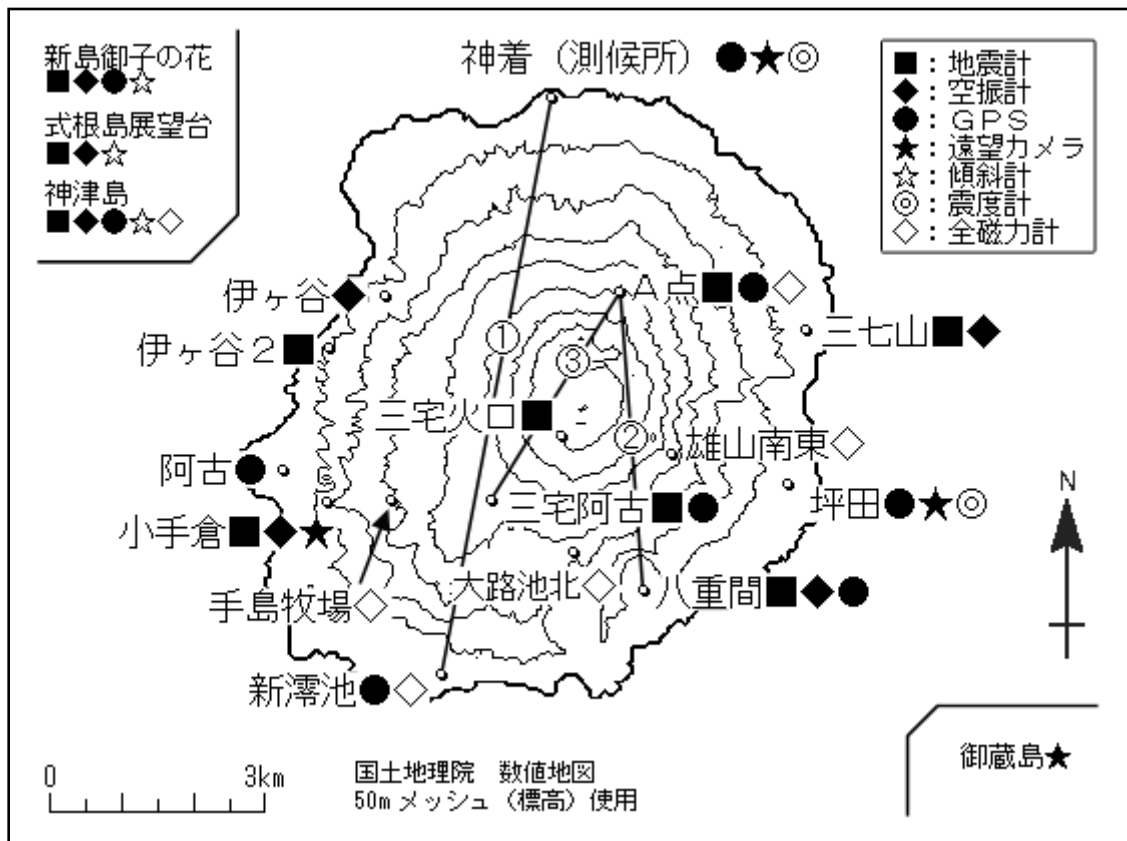 新島御子の花
■◆●☆
式根島展望台
■◆☆
神津島
■◆●☆◇
神着（測候所）●★◎
■：地震計
◆：空振計
●：ＧＰＳ
★：遠望カメラ
☆：傾斜計
◎：震度計
◇：全磁力計
伊ヶ谷◆
Ａ点■●◇
①
三七山■◆
伊ヶ谷２■
③
三宅火口■
②
雄山南東◇
阿古●
三宅阿古■●
坪田●★◎
小手倉■◆★
手島牧場◇
大路池北◇
重間■◆●
新澪池●◇
N
0 3km
国土地理院 数値地図
50mメッシュ（標高）使用
御蔵島★